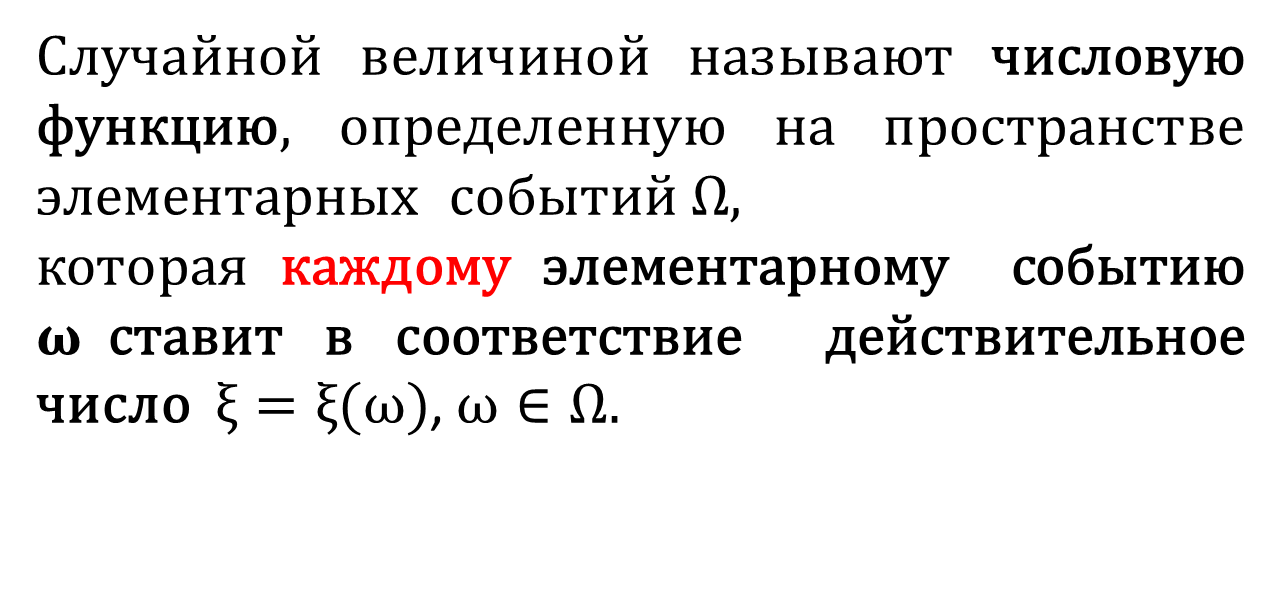 Случайной величиной называют числовую
функцию, определенную на пространстве
элементарных событий Ω,
которая каждому элементарному событию
ω ставит в соответствие действительное
число ξ = ξ(ω), ω ∈ Ω.